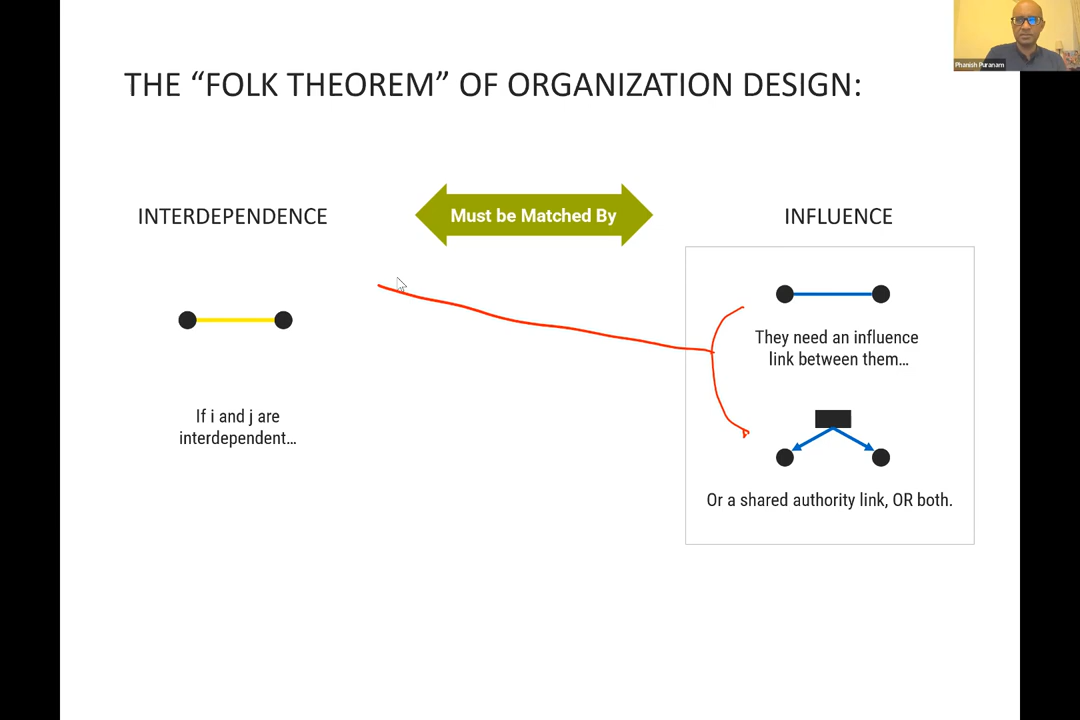 Phanish Puranam
THE “FOLK THEOREM” OF ORGANIZATION DESIGN:
INTERDEPENDENCE
Must be Matched By
INFLUENCE
If i and j are
interdependent...
They need an influence
link between them...
Or a shared authority link, OR both.